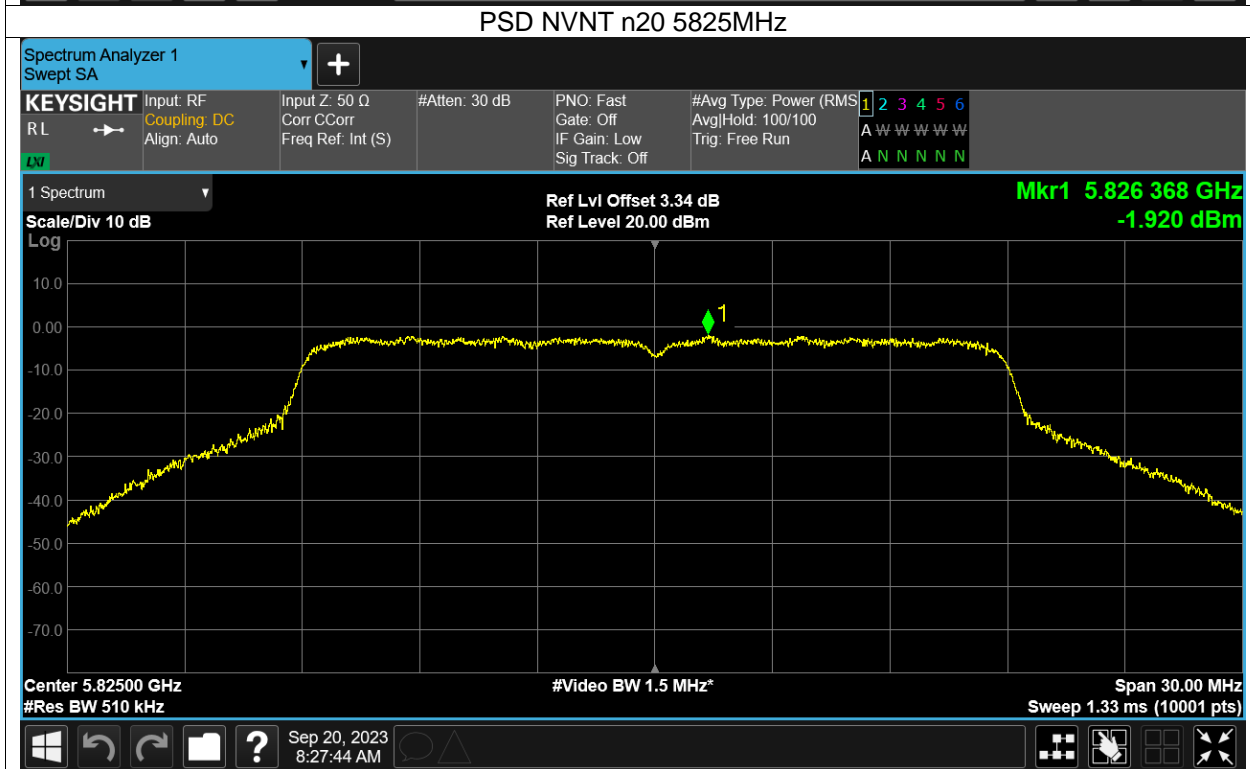 PSD NVNT n20 5825MHz
Spectrum Analyzer 1
Swept SA
KEYSIGHT
RL
LXI
Input: RF
Coupling: DC
Align: Auto
Input Z: 50 Ω
Corr CCorr
Freq Ref: Int (S)
#Atten: 30 dB
PNO: Fast
Gate: Off
IF Gain: Low
Sig Track: Off
#Avg Type: Power (RMS
Avg|Hold: 100/100
Trig: Free Run
1 2 3 4 5 6
A W W W W W
A N N N N N
1 Spectrum
Scale/Div 10 dB
Log
Ref Lvl Offset 3.34 dB
Ref Level 20.00 dBm
Mkr1 5.826 368 GHz
-1.920 dBm
10.0
0.00
-10.0
-20.0
-30.0
-40.0
-50.0
-60.0
-70.0
1
Center 5.82500 GHz
#Res BW 510 kHz
#Video BW 1.5 MHz*
Span 30.00 MHz
Sweep 1.33 ms (10001 pts)
?
Sep 20, 2023
8:27:44 AM